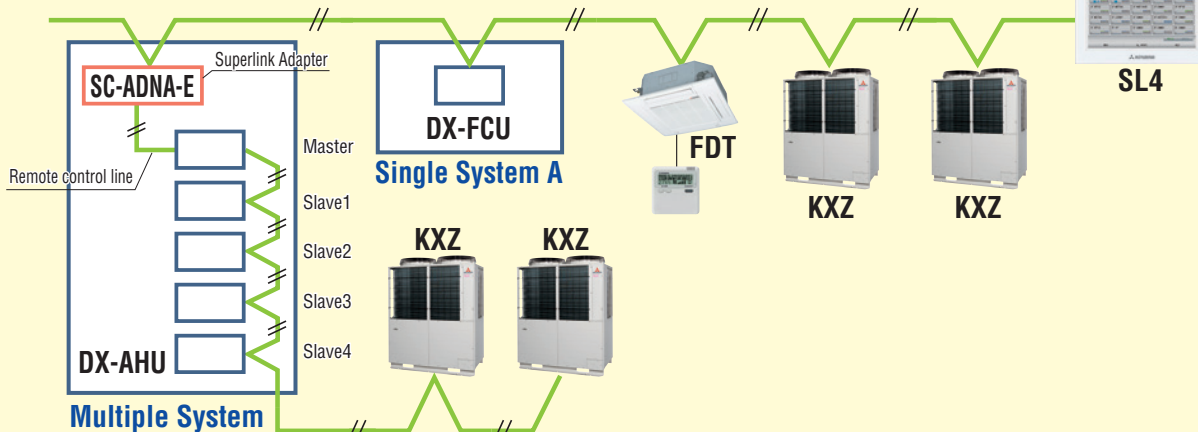 Superlink Adapter
SC-ADNA-E
SL4
DX-FCU
FDT
Master
Remote control line
Single System A
Slave1
KXZ
KXZ
Slave2
KXZ
KXZ
Slave3
Slave4
DX-AHU
Multiple System